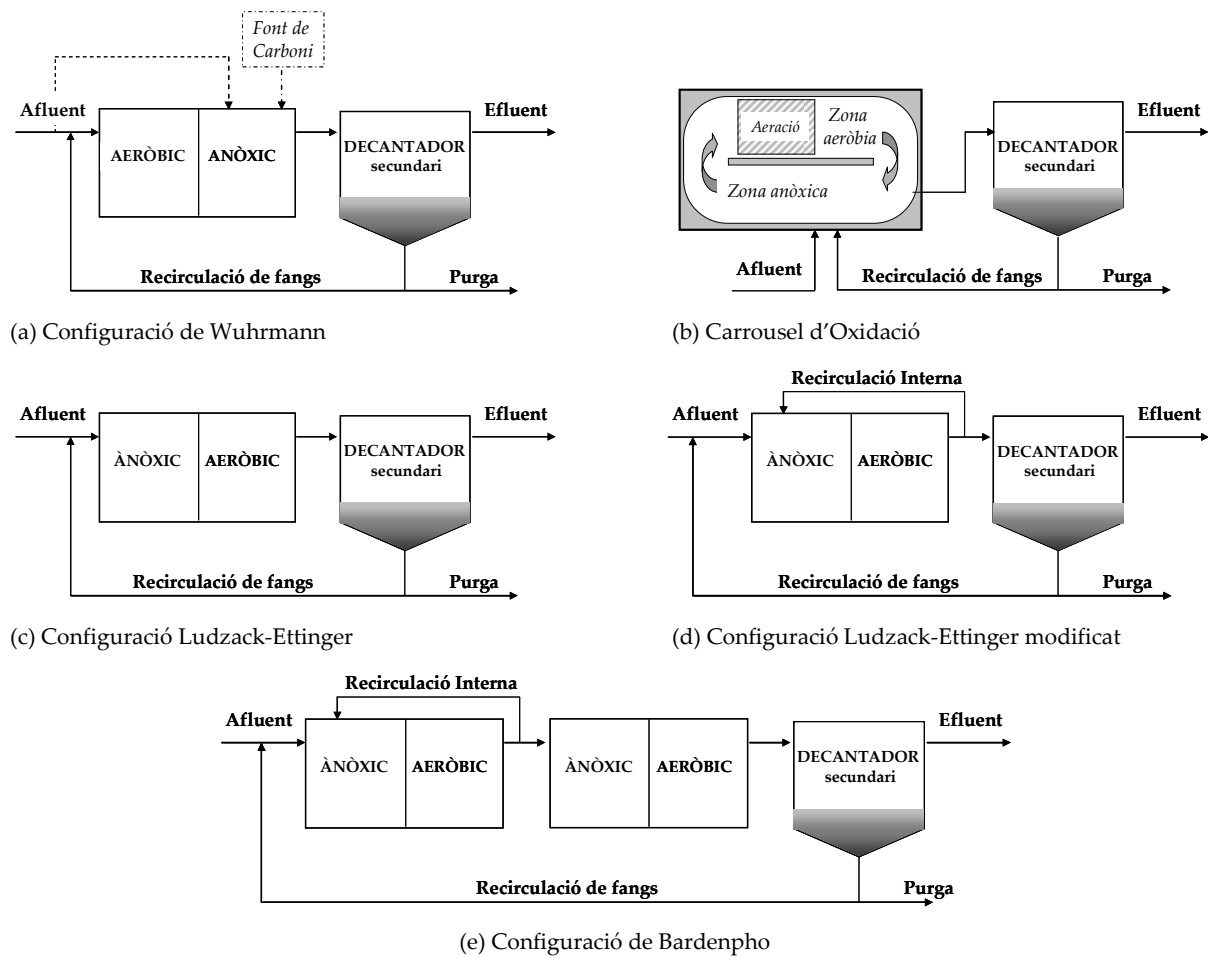 Font de
Carboni
Afluent
Efluent
AERÒBIC
ANÒXIC
DECANTADOR
secundari
Recirculació de fangs
Purga
(a) Configuració de Wuhrmann
Aeració
Zona
aeròbia
Zona anòxica
DECANTADOR
secundari
Efluent
Afluent
Recirculació de fangs
Purga
(b) Carrousel d’Oxidació
Afluent
Efluent
ÀNÒXIC
AERÒBIC
DECANTADOR
secundari
Recirculació de fangs
Purga
(c) Configuració Ludzack-Ettinger
Recirculació Interna
Afluent
Efluent
ÀNÒXIC
AERÒBIC
DECANTADOR
secundari
Recirculació de fangs
Purga
(d) Configuració Ludzack-Ettinger modificat
Recirculació Interna
Afluent
Efluent
ÀNÒXIC
AERÒBIC
ÀNÒXIC
AERÒBIC
DECANTADOR
secundari
Recirculació de fangs
Purga
(e) Configuració de Bardenpho